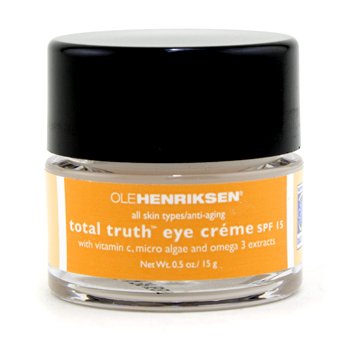 OLEHENRIKSEN®
all skin types/anti-aging
total truth™ eye créme SPF 15
with vitamin c, micro algae and omega 3 extracts
Net Wt. 0.5 oz./ 15 g